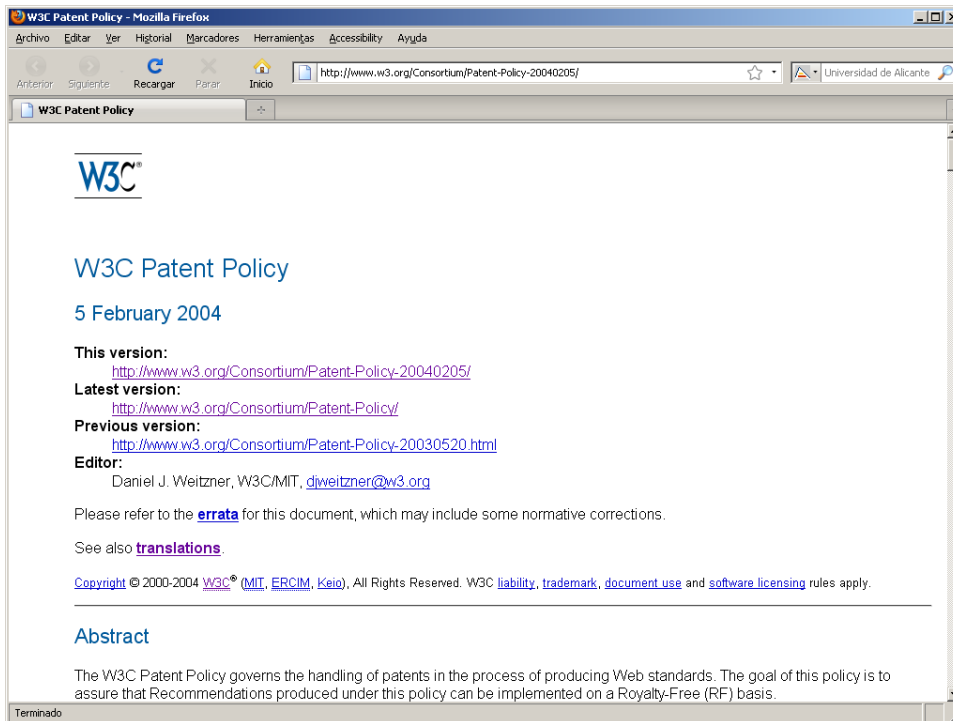 W3C Patent Policy - Mozilla Firefox
Archivo Editar Ver Historial Marcadores Herramientas Accessibility Ayuda
Anterior Siguiente Recargar Parar Inicio http://www.w3.org/Consortium/Patent-Policy-20040205/ Universidad de Alicante
W3C Patent Policy
W3C®
W3C Patent Policy
5 February 2004
This version:
http://www.w3.org/Consortium/Patent-Policy-20040205/
Latest version:
http://www.w3.org/Consortium/Patent-Policy/
Previous version:
http://www.w3.org/Consortium/Patent-Policy-20030520.html
Editor:
Daniel J. Weitzner, W3C/MIT, djweitzner@w3.org
Please refer to the errata for this document, which may include some normative corrections.
See also translations.
Copyright © 2000-2004 W3C® (MIT, ERCIM, Keio), All Rights Reserved. W3C liability, trademark, document use and software licensing rules apply.
Abstract
The W3C Patent Policy governs the handling of patents in the process of producing Web standards. The goal of this policy is to
assure that Recommendations produced under this policy can be implemented on a Royalty-Free (RF) basis.
Terminado